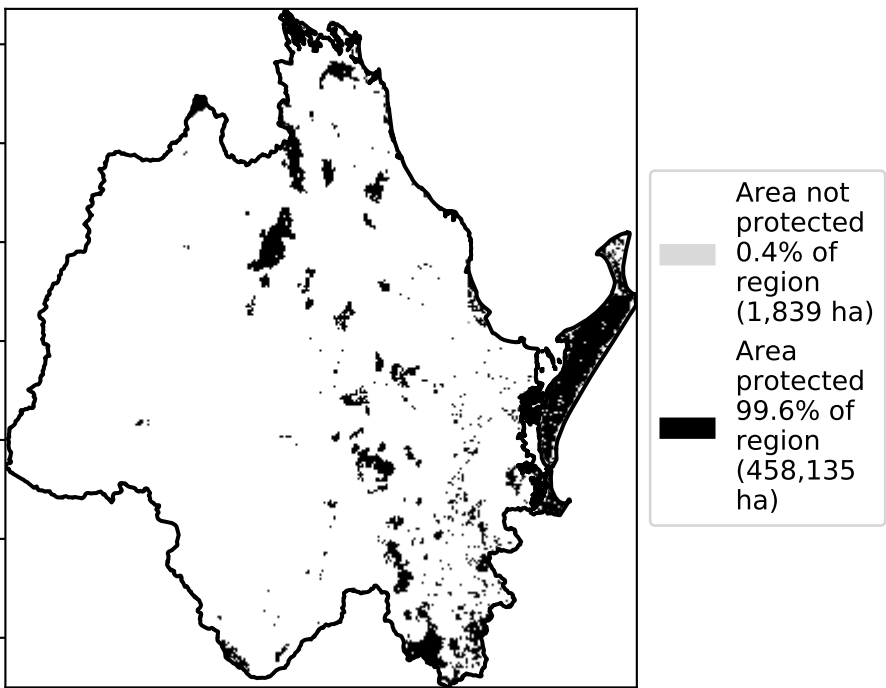 Area not
protected
0.4% of
region
(1,839 ha)
Area
protected
99.6% of
region
(458,135
ha)